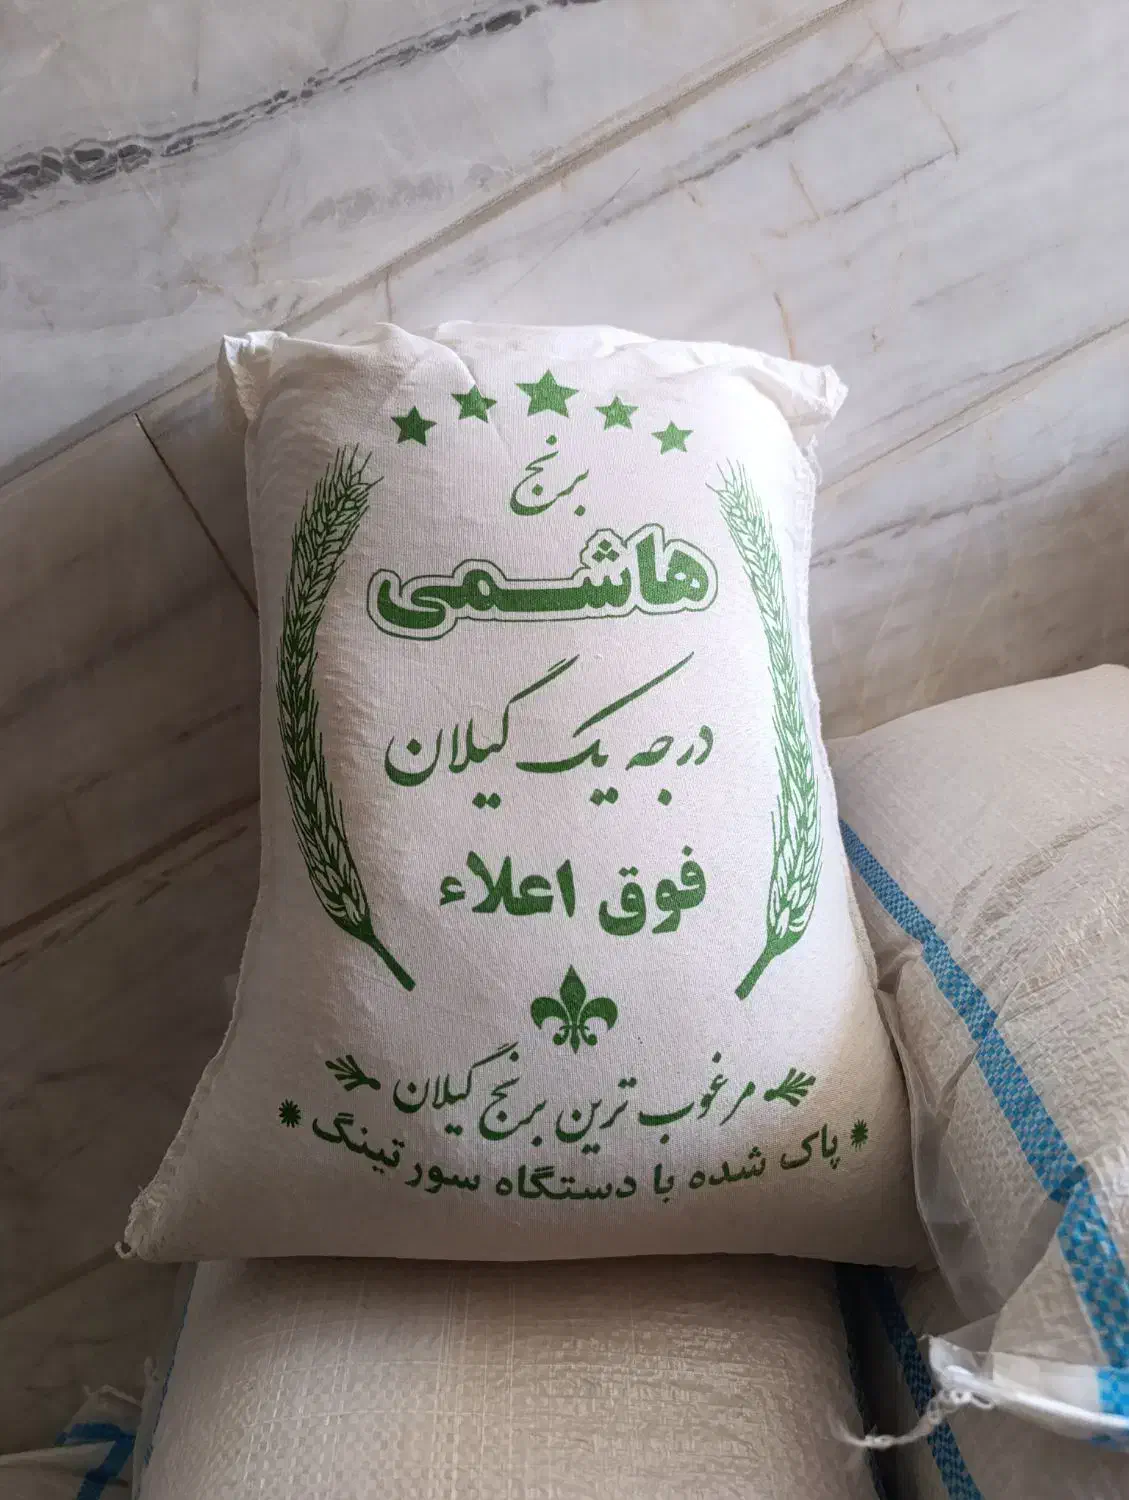 برنج
هاشمی
درجه یک گیلان
فوق اعلاء
مرغوب ترین برنج گیلان
پاک شده با دستگاه سورتینگ